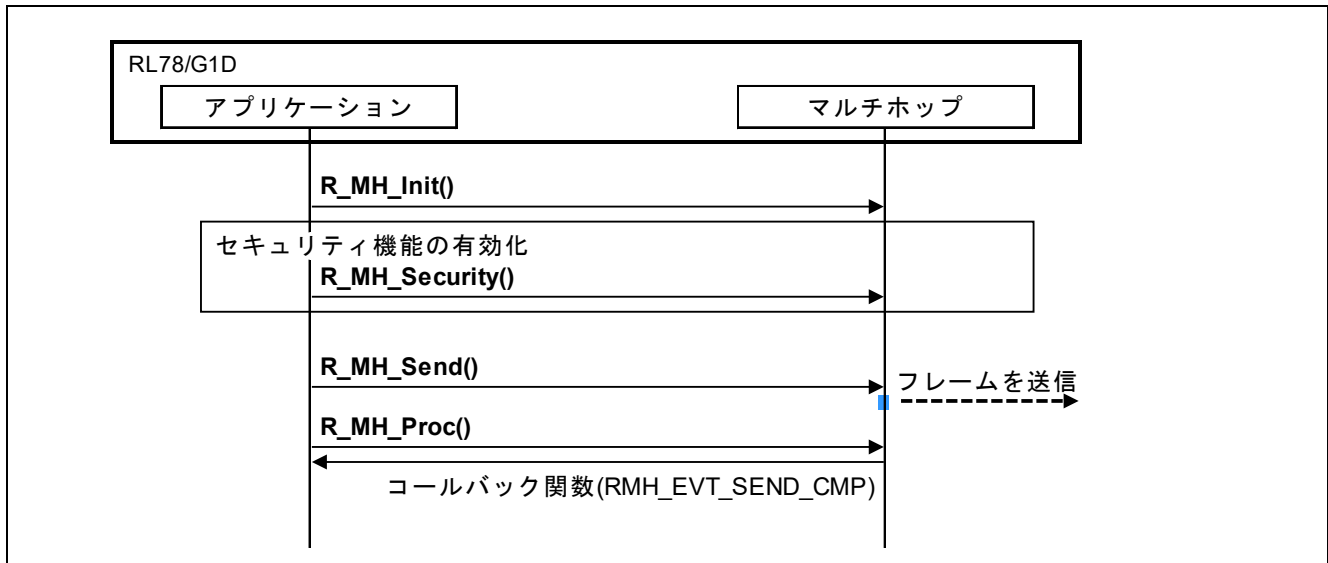 RL78/G1D
アプリケーション
マルチホップ
R_MH_Init()
セキュリティ機能の有効化
R_MH_Security()
R_MH_Send()
フレームを送信
R_MH_Proc()
コールバック関数(RMH_EVT_SEND_CMP)